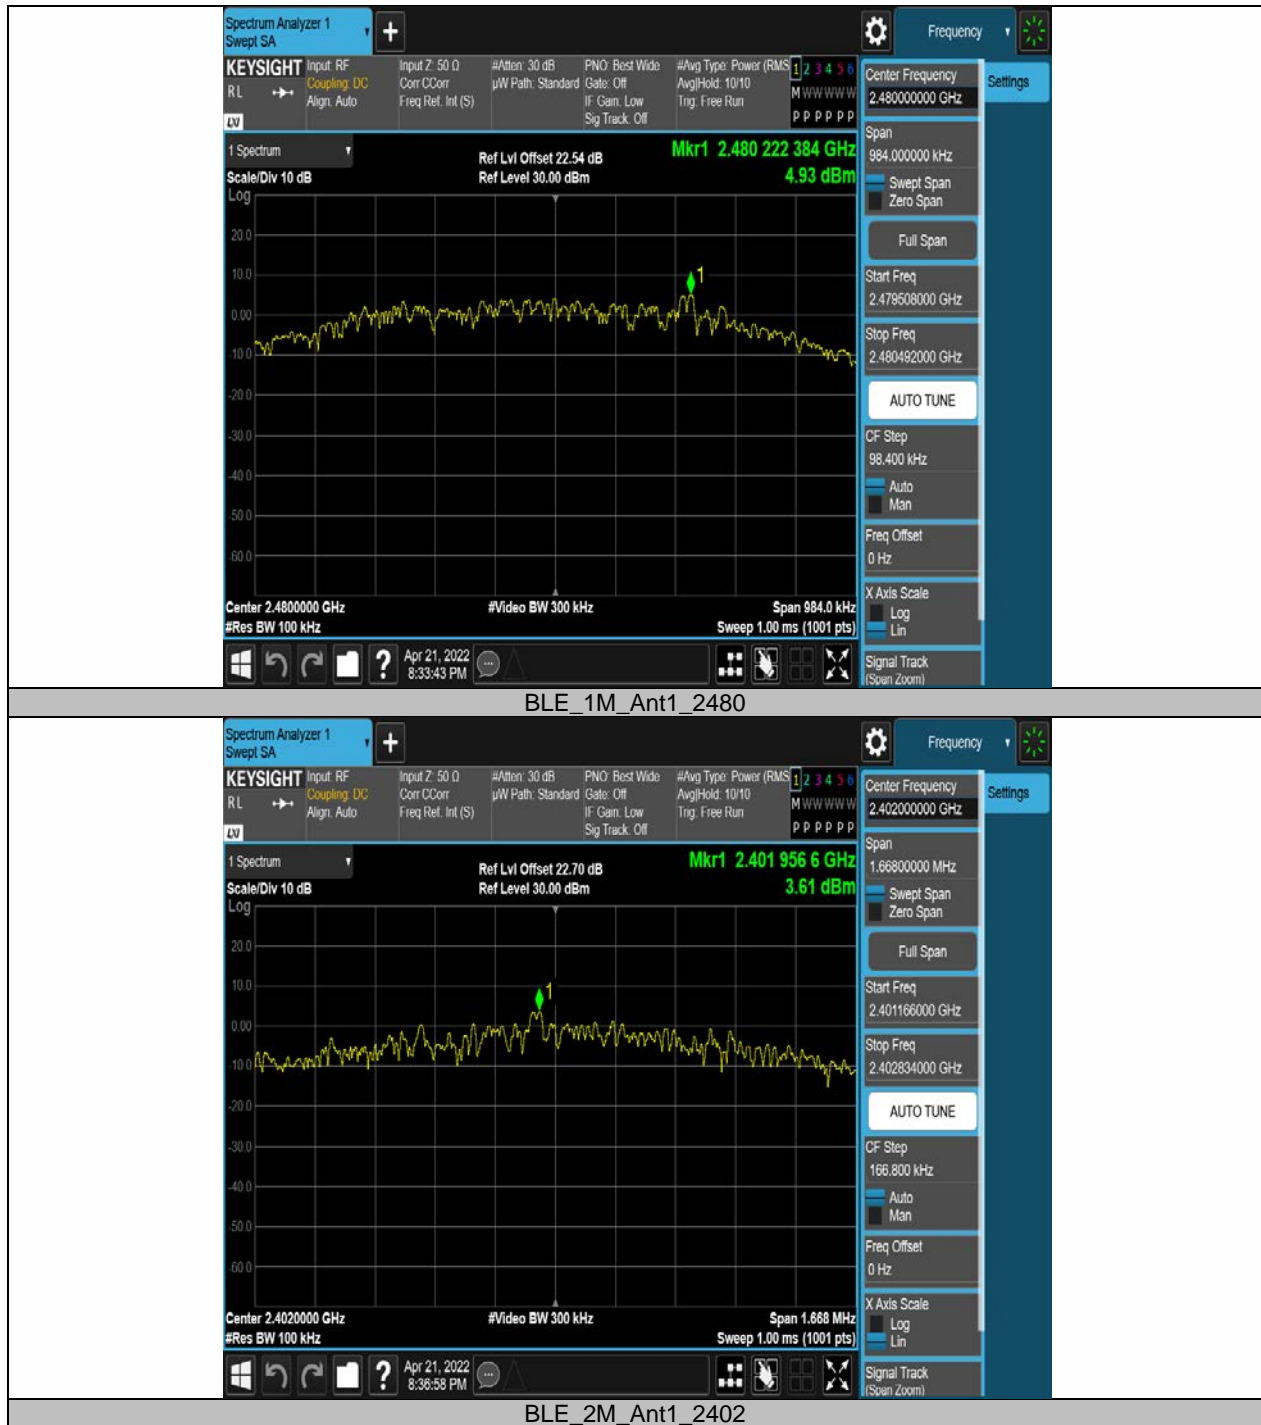 Spectrum Analyzer 1
Swept SA
+
Frequency
KEYSIGHT
RL
LXI
Input: RF
Coupling: DC
Align: Auto
Input Z: 50 Ω
Corr CCorr
Freq Ref: Int (S)
#Atten: 30 dB
µW Path: Standard
PNO: Best Wide
Gate: Off
IF Gain: Low
Sig Track: Off
#Avg Type: Power (RMS
Avg|Hold: 10/10
Trig: Free Run
1 2 3 4 5 6
M W W W W W
P P P P P P
1 Spectrum
Scale/Div 10 dB
Log
Ref Lvl Offset 22.54 dB
Ref Level 30.00 dBm
Mkr1 2.480 222 384 GHz
4.93 dBm
20.0
10.0
0.00
-10.0
-20.0
-30.0
-40.0
-50.0
-60.0
1
Center 2.4800000 GHz
#Res BW 100 kHz
#Video BW 300 kHz
Span 984.0 kHz
Sweep 1.00 ms (1001 pts)
Center Frequency
2.480000000 GHz
Settings
Span
984.000000 kHz
Swept Span
Zero Span
Full Span
Start Freq
2.479508000 GHz
Stop Freq
2.480492000 GHz
AUTO TUNE
CF Step
98.400 kHz
Auto
Man
Freq Offset
0 Hz
X Axis Scale
Log
Lin
Signal Track
(Span Zoom)
?
Apr 21, 2022
8:33:43 PM
BLE_1M_Ant1_2480
Spectrum Analyzer 1
Swept SA
+
Frequency
KEYSIGHT
RL
LXI
Input: RF
Coupling: DC
Align: Auto
Input Z: 50 Ω
Corr CCorr
Freq Ref: Int (S)
#Atten: 30 dB
µW Path: Standard
PNO: Best Wide
Gate: Off
IF Gain: Low
Sig Track: Off
#Avg Type: Power (RMS
Avg|Hold: 10/10
Trig: Free Run
1 2 3 4 5 6
M W W W W W
P P P P P P
1 Spectrum
Scale/Div 10 dB
Log
Ref Lvl Offset 22.70 dB
Ref Level 30.00 dBm
Mkr1 2.401 956 6 GHz
3.61 dBm
20.0
10.0
0.00
-10.0
-20.0
-30.0
-40.0
-50.0
-60.0
1
Center 2.4020000 GHz
#Res BW 100 kHz
#Video BW 300 kHz
Span 1.668 MHz
Sweep 1.00 ms (1001 pts)
Center Frequency
2.402000000 GHz
Settings
Span
1.66800000 MHz
Swept Span
Zero Span
Full Span
Start Freq
2.401166000 GHz
Stop Freq
2.402834000 GHz
AUTO TUNE
CF Step
166.800 kHz
Auto
Man
Freq Offset
0 Hz
X Axis Scale
Log
Lin
Signal Track
(Span Zoom)
?
Apr 21, 2022
8:36:58 PM
BLE_2M_Ant1_2402